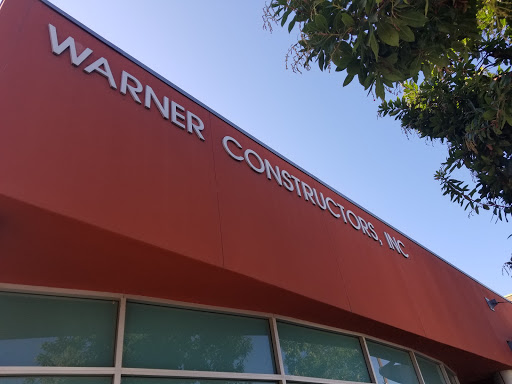 WARNER CONSTRUCTORS, INC